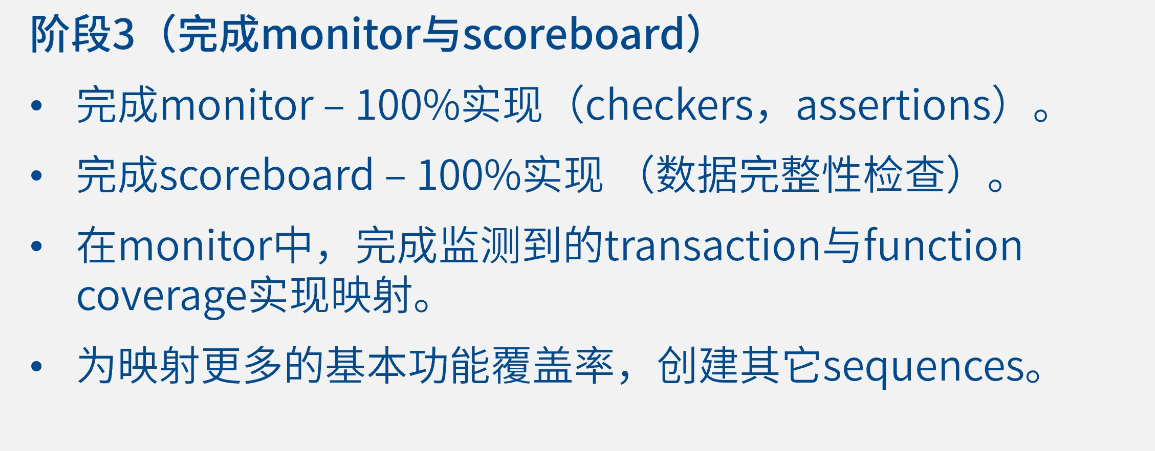 阶段3（完成monitor与scoreboard）
• 完成monitor – 100%实现（checkers，assertions）。
• 完成scoreboard – 100%实现 （数据完整性检查）。
• 在monitor中，完成监测到的transaction与function
coverage实现映射。
• 为映射更多的基本功能覆盖率，创建其它sequences。